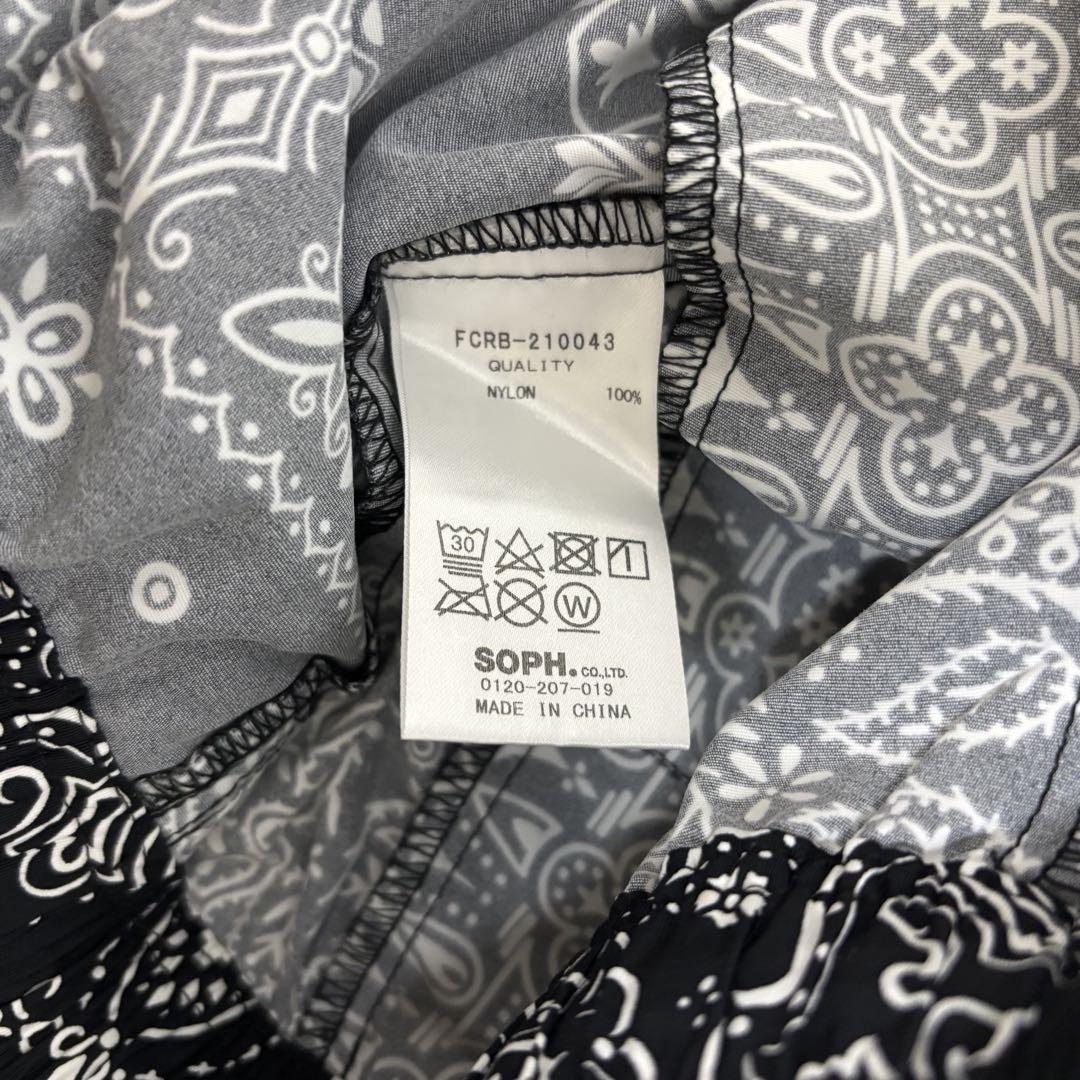 FCRB-210043
QUALITY
NYLON 100%
30
W
SOPH. CO.,LTD.
0120-207-019
MADE IN CHINA